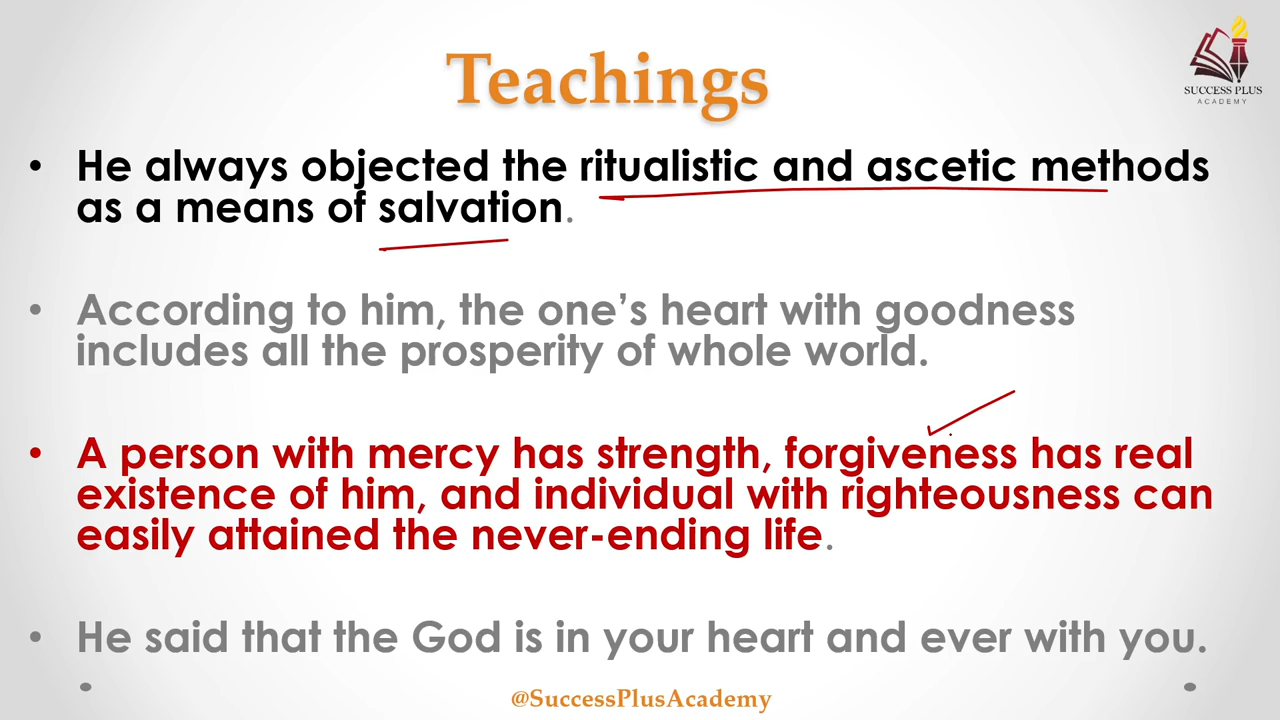 SUCCESS PLUS
ACADEMY
Teachings
• He always objected the ritualistic and ascetic methods
as a means of salvation.
• According to him, the one’s heart with goodness
includes all the prosperity of whole world.
• A person with mercy has strength, forgiveness has real
existence of him, and individual with righteousness can
easily attained the never-ending life.
• He said that the God is in your heart and ever with you.
@SuccessPlusAcademy